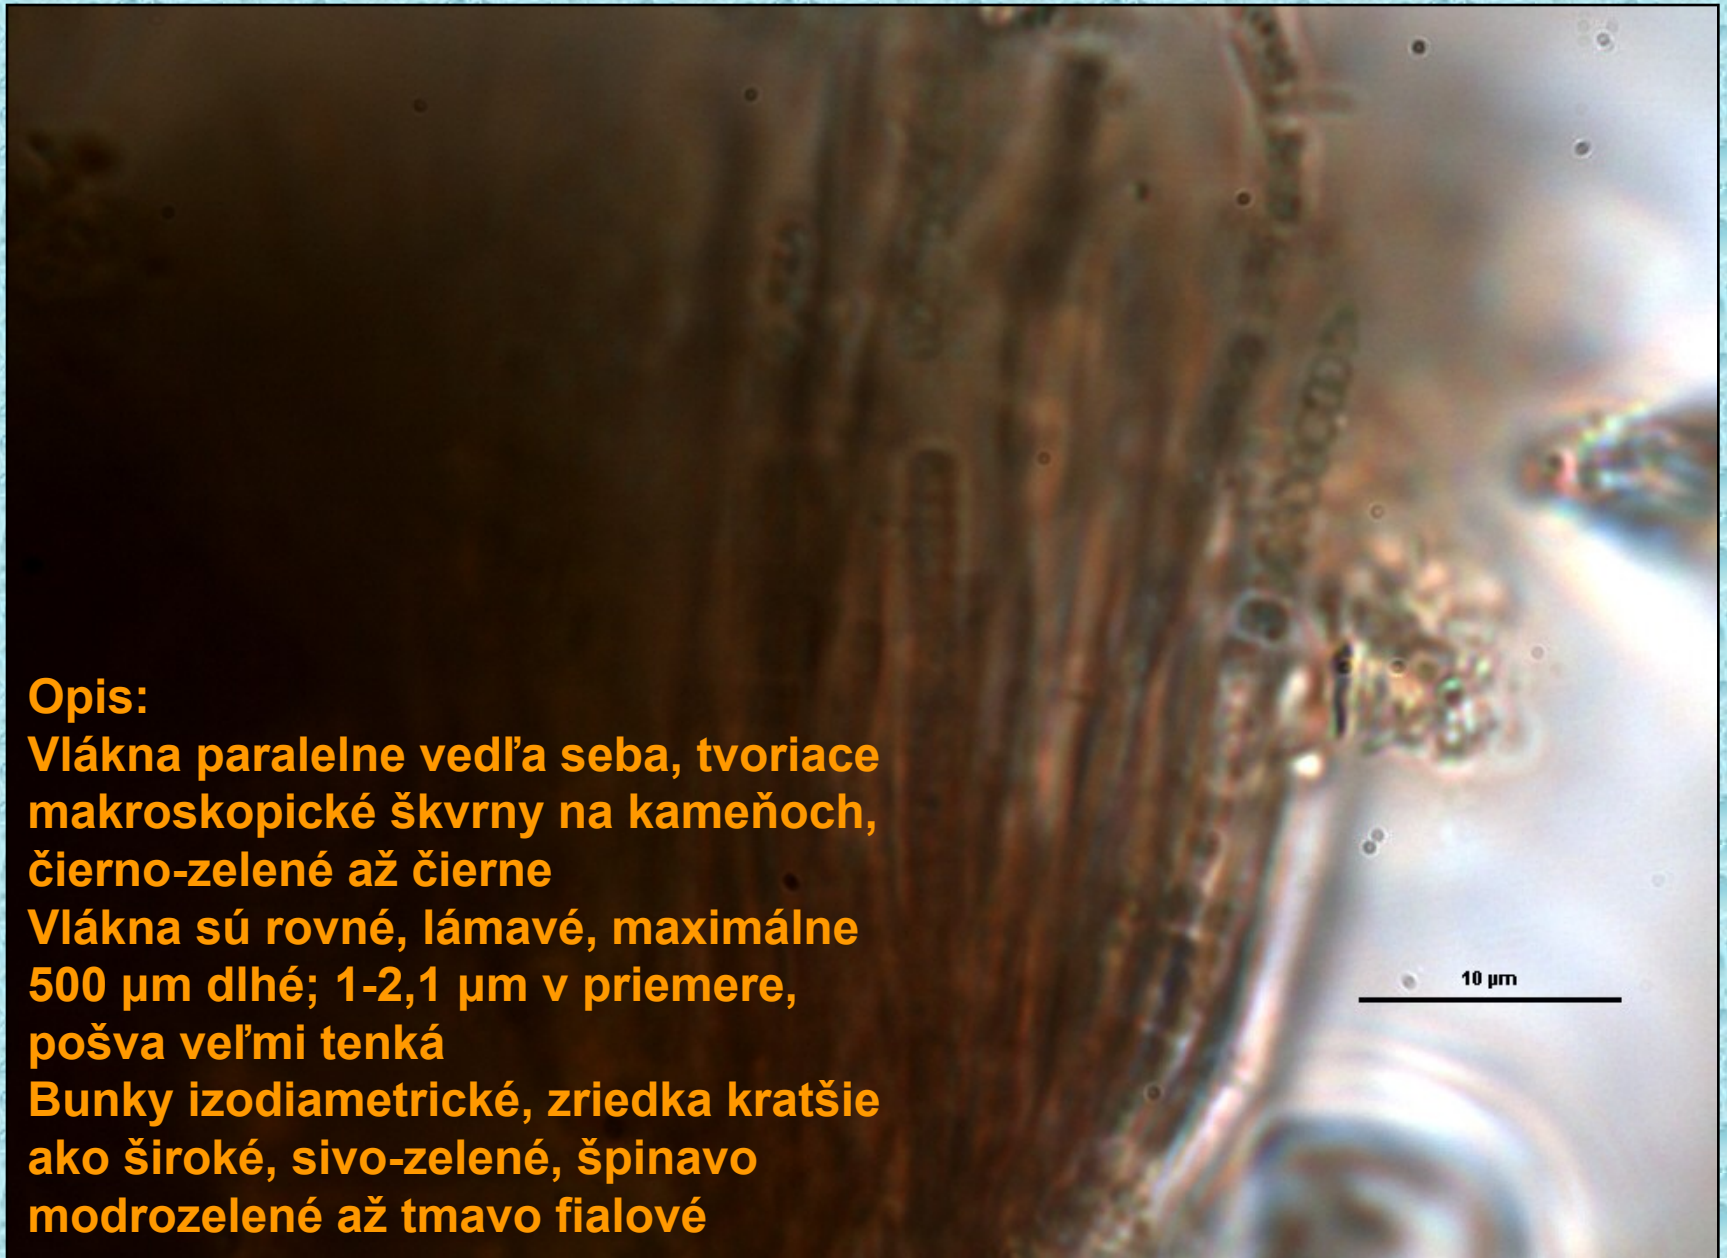 Opis:
Vlákna paralelne vedľa seba, tvoriace
makroskopické škvrny na kameňoch,
čierno-zelené až čierne
Vlákna sú rovné, lámavé, maximálne
500 µm dlhé; 1-2,1 µm v priemere,
pošva veľmi tenká
Bunky izodiametrické, zriedka kratšie
ako široké, sivo-zelené, špinavo
modrozelené až tmavo fialové
10 µm